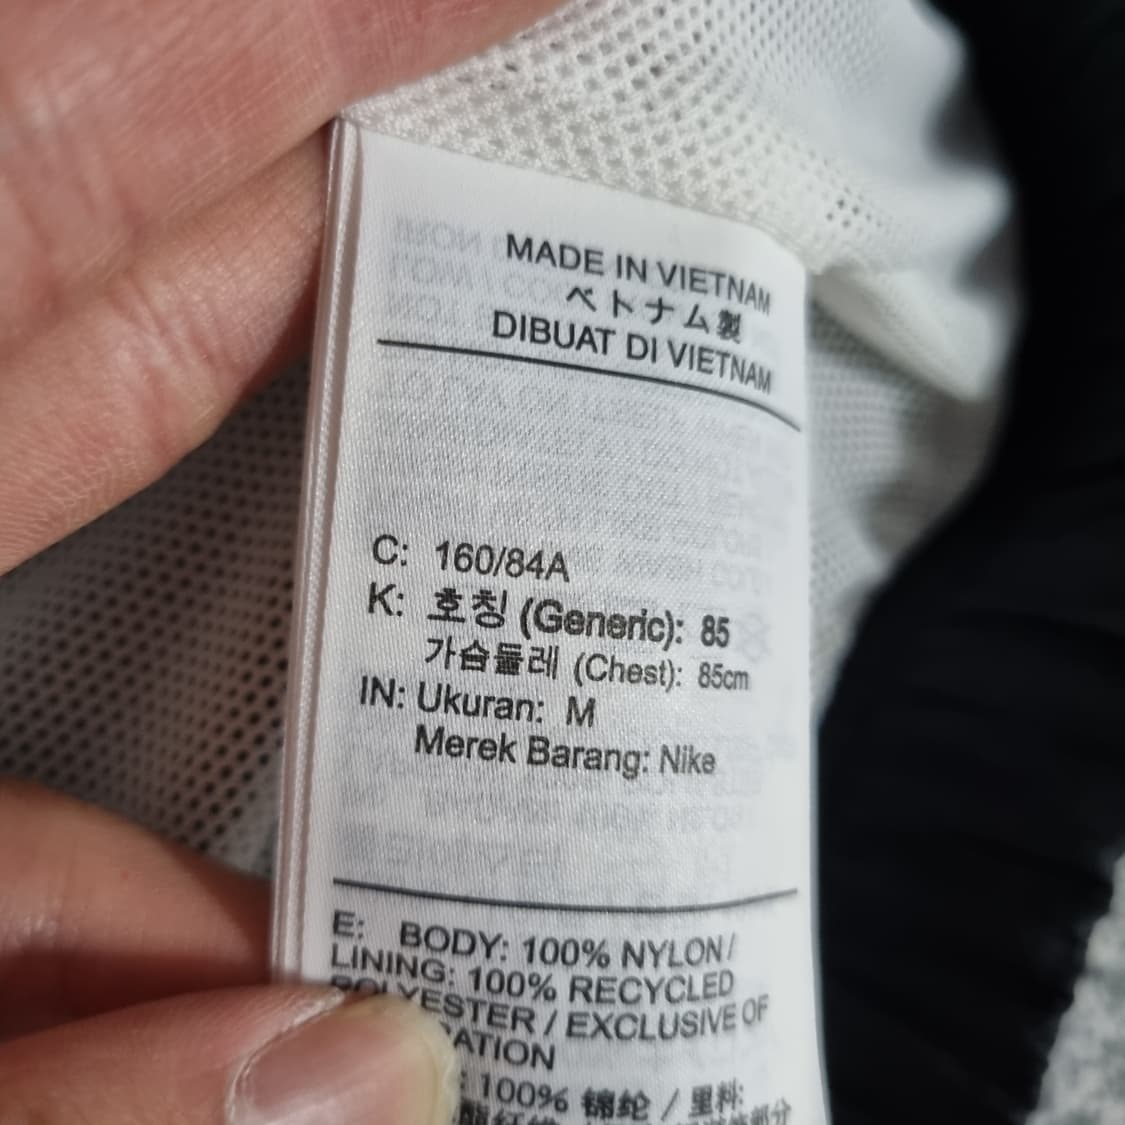 MADE IN VIETNAM
ベトナム製
DIBUAT DI VIETNAM
C: 160/84A
K: 호칭 (Generic): 85
가슴둘레 (Chest): 85cm
IN: Ukuran: M
Merek Barang: Nike
E: BODY: 100% NYLON/
LINING: 100% RECYCLED
POLYESTER / EXCLUSIVE OF
: 100% 锦纶 / 里料: